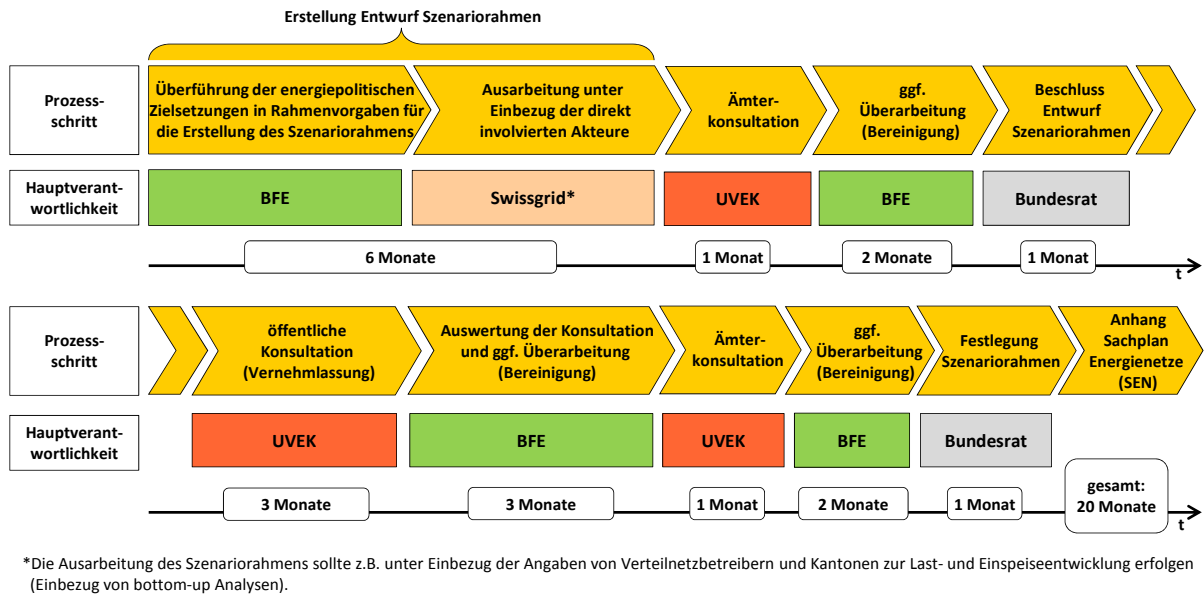 Erstellung Entwurf Szenariorahmen
Prozess-
schritt
Überführung der energiepolitischen
Zielsetzungen in Rahmenvorgaben für
die Erstellung des Szenariorahmens
Ausarbeitung unter
Einbezug der direkt
involvierten Akteure
Ämter-
konsultation
ggf.
Überarbeitung
(Bereinigung)
Beschluss
Entwurf
Szenariorahmen
Hauptverant-
wortlichkeit
BFE
Swissgrid*
UVEK
BFE
Bundesrat
6 Monate
1 Monat
2 Monate
1 Monat
t
Prozess-
schritt
öffentliche
Konsultation
(Vernehmlassung)
Auswertung der Konsultation
und ggf. Überarbeitung
(Bereinigung)
Ämter-
konsultation
ggf.
Überarbeitung
(Bereinigung)
Festlegung
Szenariorahmen
Anhang
Sachplan
Energienetze
(SEN)
Hauptverant-
wortlichkeit
UVEK
BFE
UVEK
BFE
Bundesrat
3 Monate
3 Monate
1 Monat
2 Monate
1 Monat
gesamt:
20 Monate
t
*Die Ausarbeitung des Szenariorahmens sollte z.B. unter Einbezug der Angaben von Verteilnetzbetreibern und Kantonen zur Last- und Einspeiseentwicklung erfolgen
(Einbezug von bottom-up Analysen).